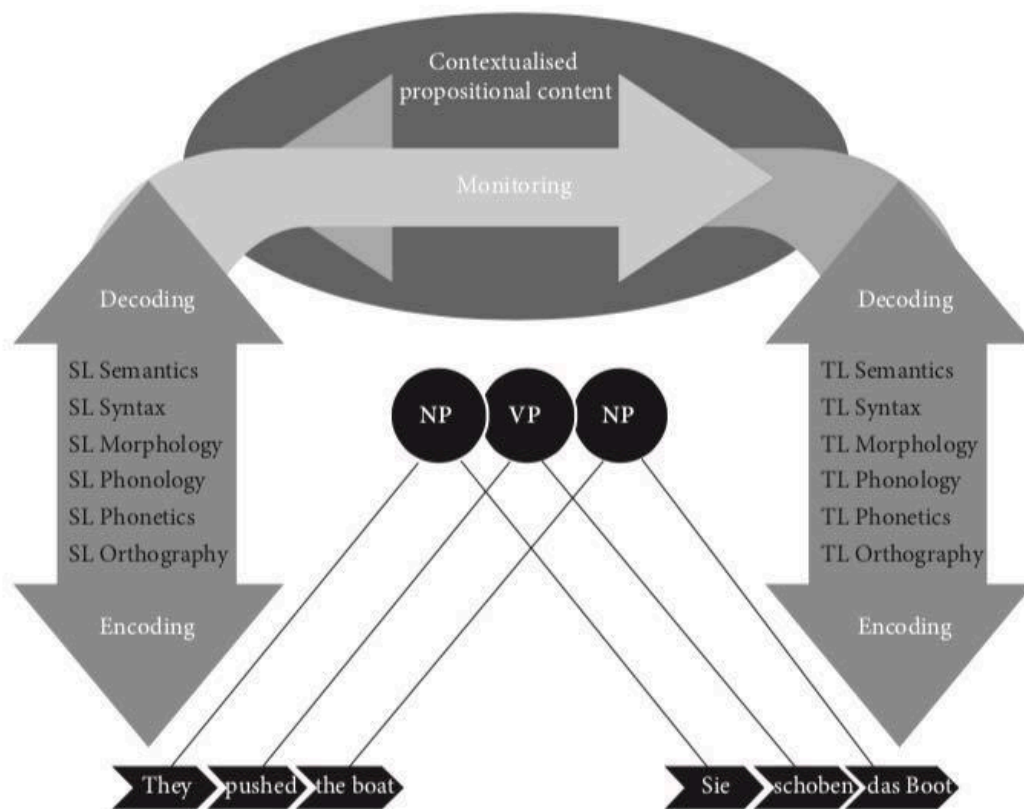 Contextualised
propositional content
Monitoring
Decoding
SL Semantics
SL Syntax
SL Morphology
SL Phonology
SL Phonetics
SL Orthography
Encoding
NP VP NP
Decoding
TL Semantics
TL Syntax
TL Morphology
TL Phonology
TL Phonetics
TL Orthography
Encoding
They pushed the boat
Sie schoben das Boot